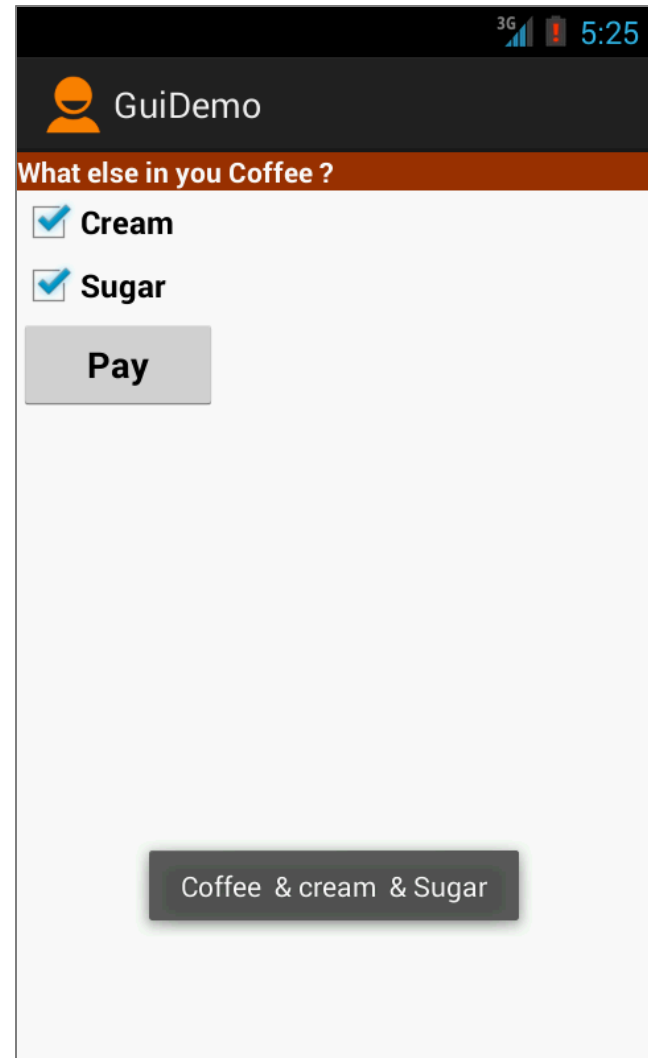 3G 5:25
GuiDemo
What else in you Coffee ?
Cream
Sugar
Pay
Coffee & cream & Sugar